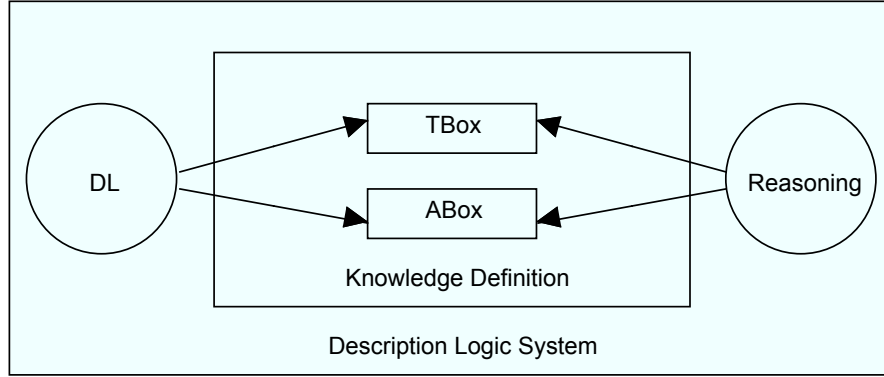 TBox
DL
Reasoning
ABox
Knowledge Definition
Description Logic System